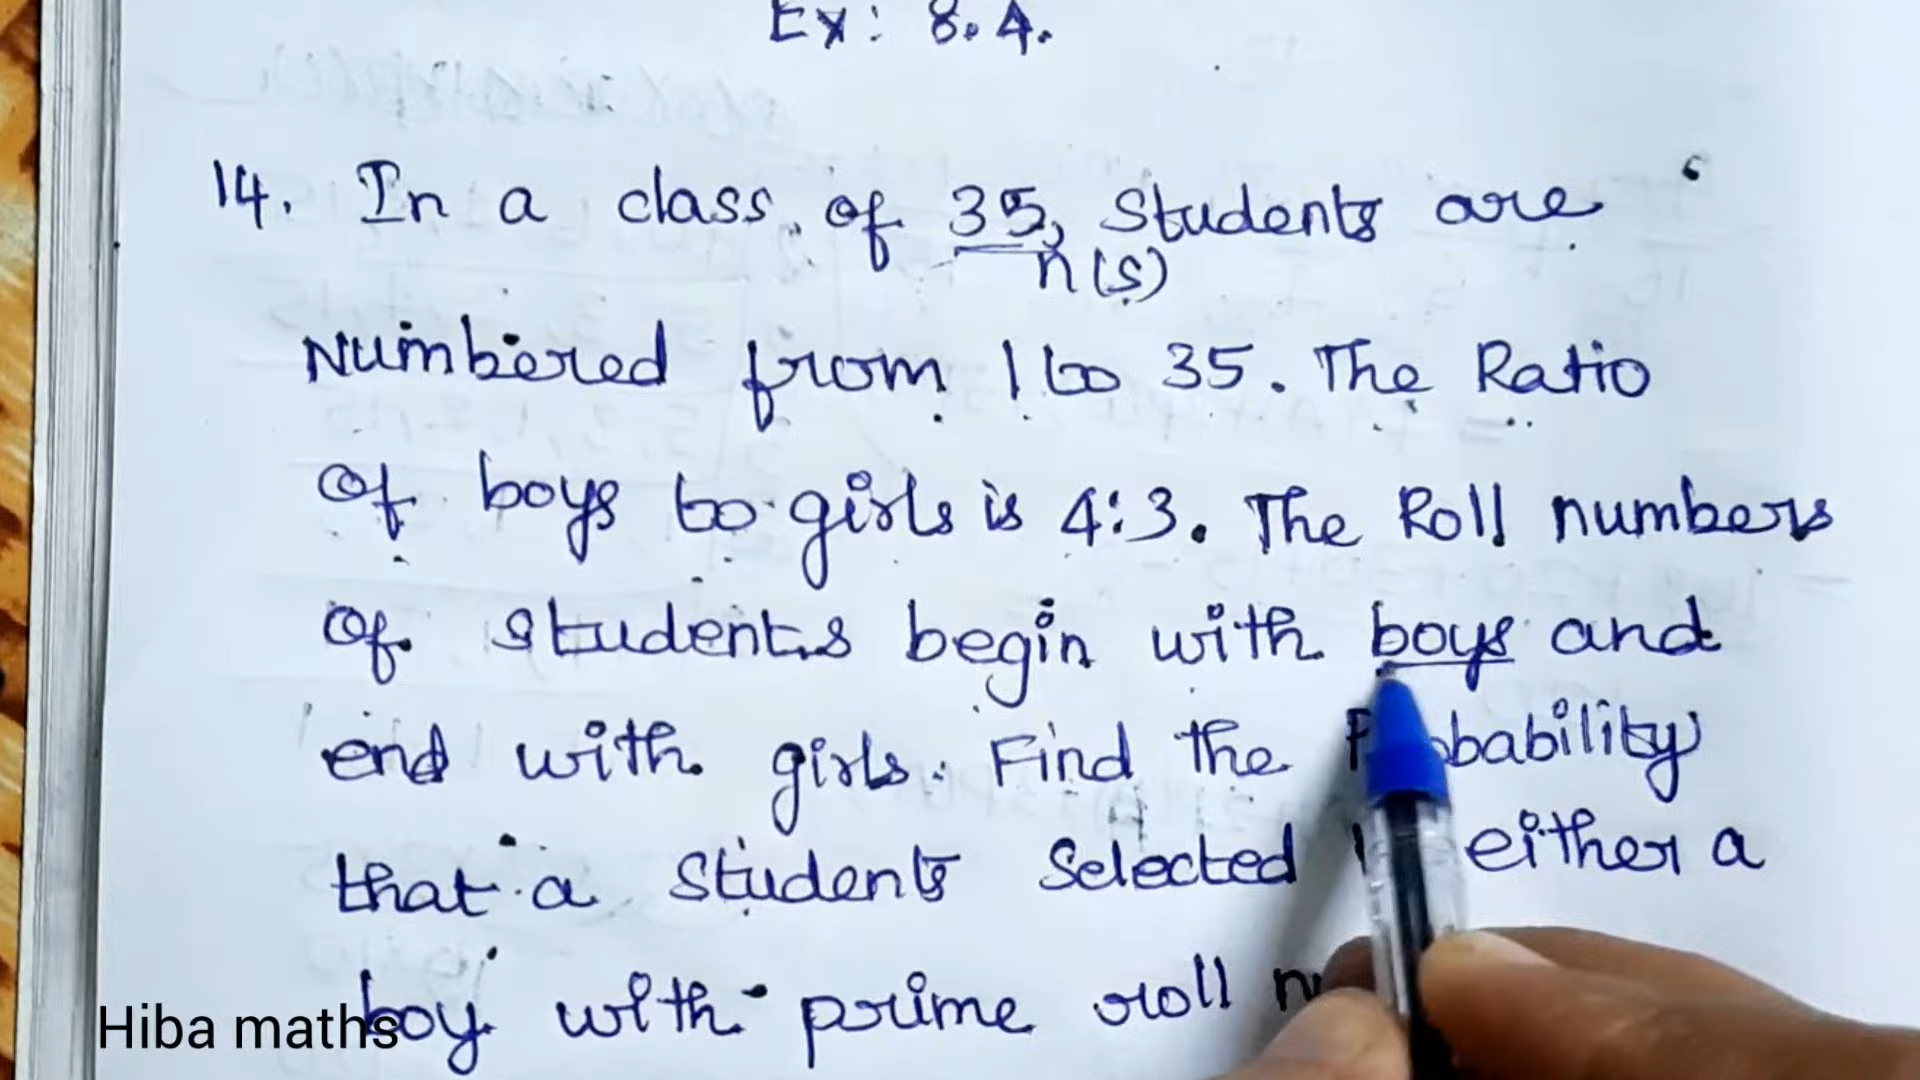 Ex: 8.4.
14. In a class of 35, Students are
n(s)
Numbered from 1 to 35. The Ratio
Of boys to girls is 4:3. The Roll numbers
Of students begin with boys and
end with girls. Find the Probability
that a Students Selected either a
boy with prime roll
Hiba maths